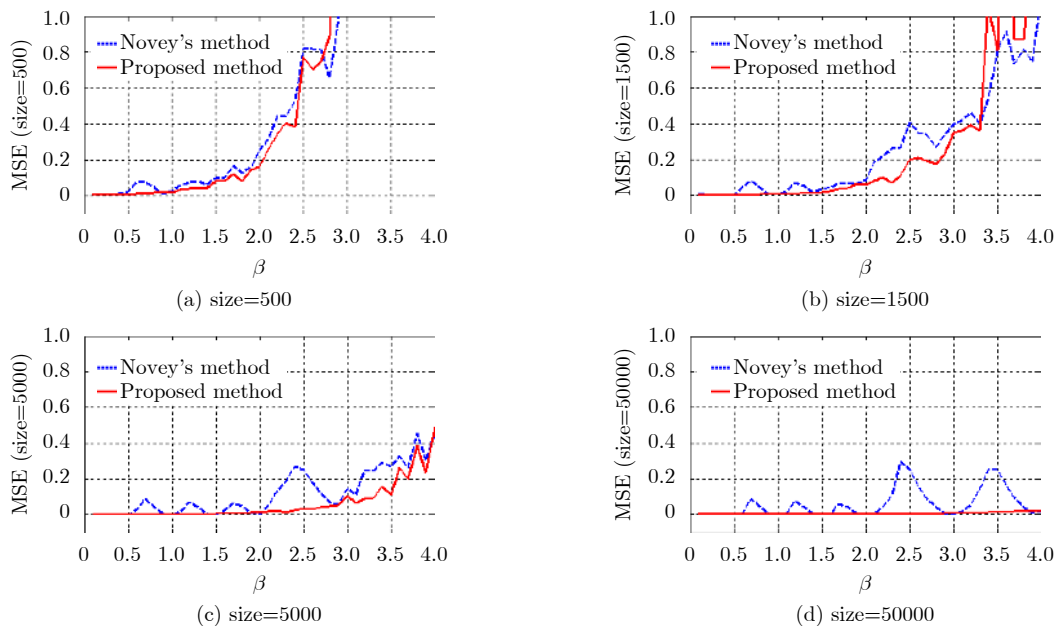 MSE (size=500)
1.0
0.8
0.6
0.4
0.2
0
Novey's method
Proposed method
0 0.5 1.0 1.5 2.0 2.5 3.0 3.5 4.0
β
(a) size=500
MSE (size=1500)
1.0
0.8
0.6
0.4
0.2
0
Novey's method
Proposed method
0 0.5 1.0 1.5 2.0 2.5 3.0 3.5 4.0
β
(b) size=1500
MSE (size=5000)
1.0
0.8
0.6
0.4
0.2
0
Novey's method
Proposed method
0 0.5 1.0 1.5 2.0 2.5 3.0 3.5 4.0
β
(c) size=5000
MSE (size=50000)
1.0
0.8
0.6
0.4
0.2
0
Novey's method
Proposed method
0 0.5 1.0 1.5 2.0 2.5 3.0 3.5 4.0
β
(d) size=50000